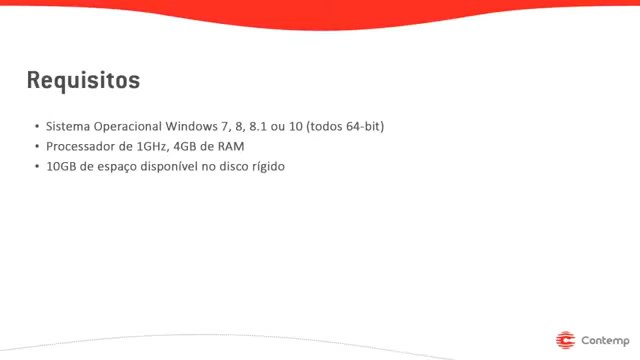 Requisitos
• Sistema Operacional Windows 7, 8, 8.1 ou 10 (todos 64-bit)
• Processador de 1GHz, 4GB de RAM
• 10GB de espaço disponível no disco rígido
Contemp